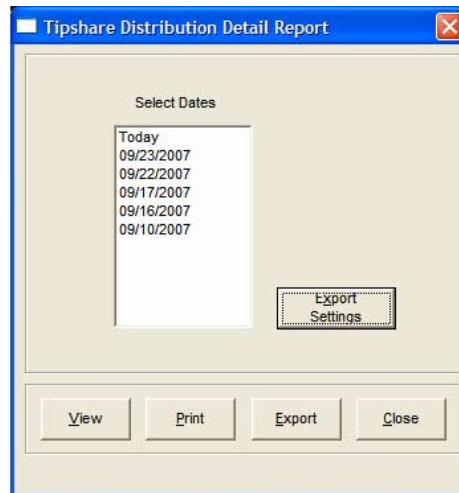 Tipshare Distribution Detail Report
Select Dates
Today
09/23/2007
09/22/2007
09/17/2007
09/16/2007
09/10/2007
Export
Settings
View
Print
Export
Close